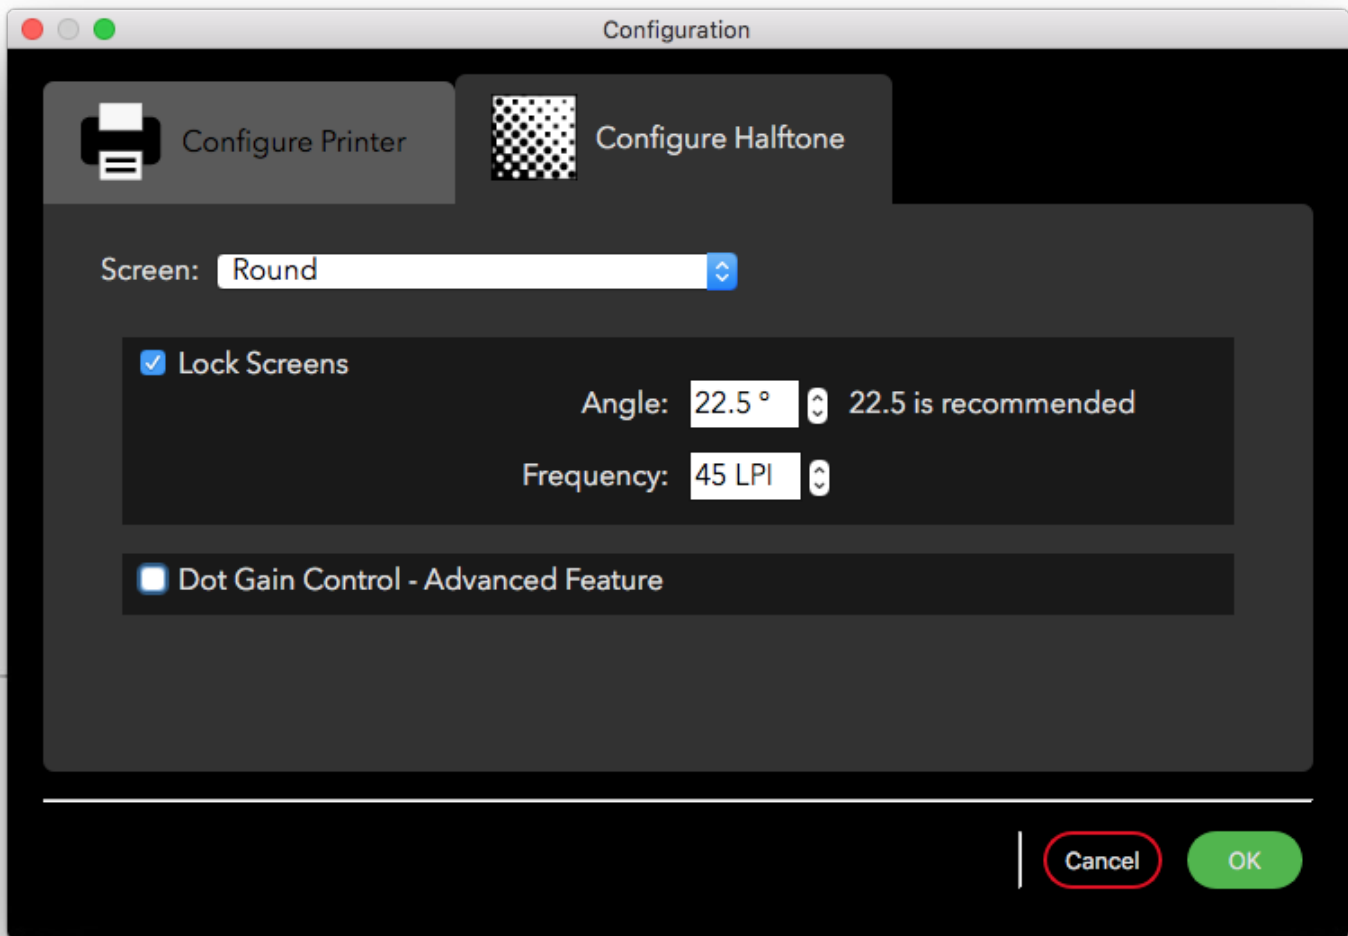 Configuration
Configure Printer
Configure Halftone
Screen: Round
Lock Screens
Angle: 22.5 º 22.5 is recommended
Frequency: 45 LPI
Dot Gain Control - Advanced Feature
Cancel OK